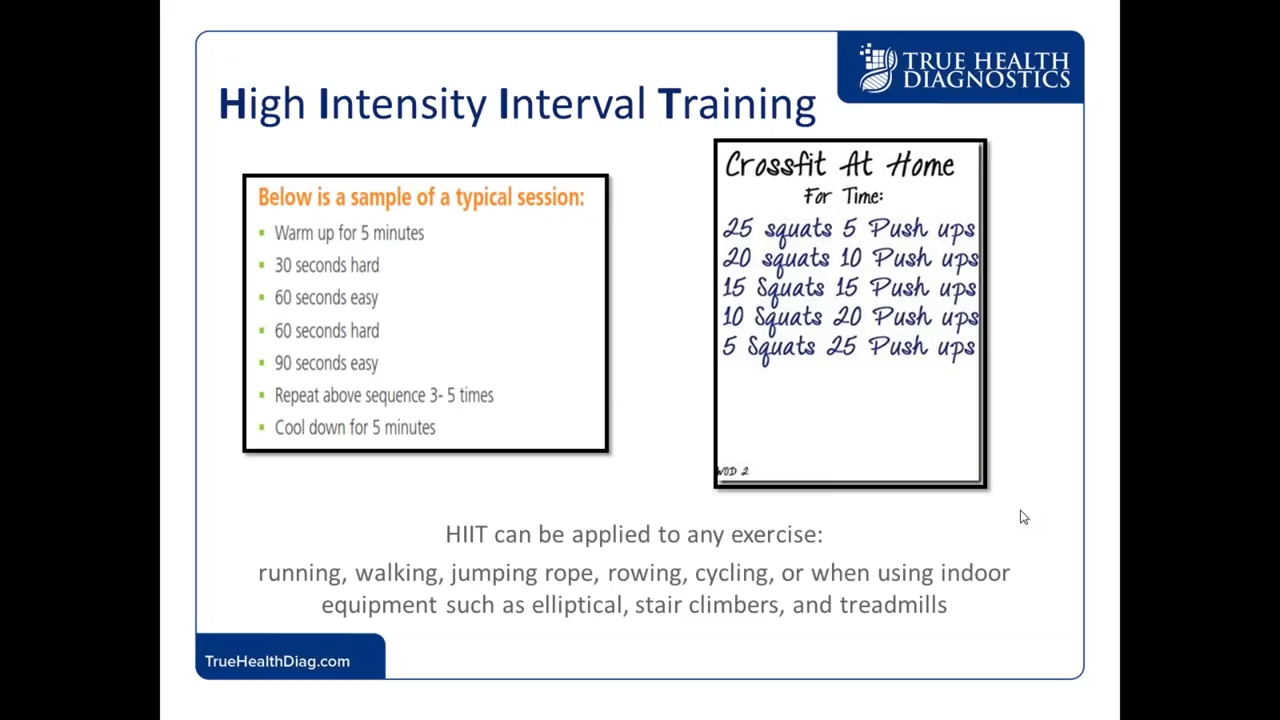 TRUE HEALTH
DIAGNOSTICS
High Intensity Interval Training
Below is a sample of a typical session:
Warm up for 5 minutes
30 seconds hard
60 seconds easy
60 seconds hard
90 seconds easy
Repeat above sequence 3- 5 times
Cool down for 5 minutes
Crossfit At Home
For Time:
25 squats 5 Push ups
20 squats 10 Push ups
15 Squats 15 Push ups
10 Squats 20 Push ups
5 Squats 25 Push ups
WOD 2
HIIT can be applied to any exercise:
running, walking, jumping rope, rowing, cycling, or when using indoor
equipment such as elliptical, stair climbers, and treadmills
TrueHealthDiag.com